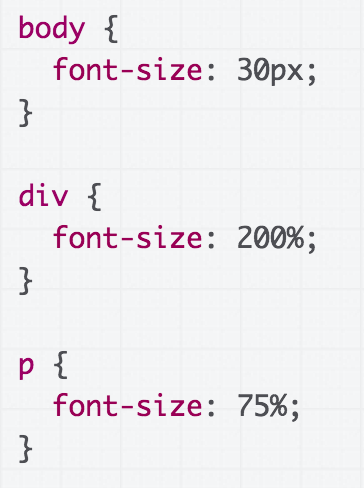 body {
  font-size: 30px;
}

div {
  font-size: 200%;
}

p {
  font-size: 75%;
}